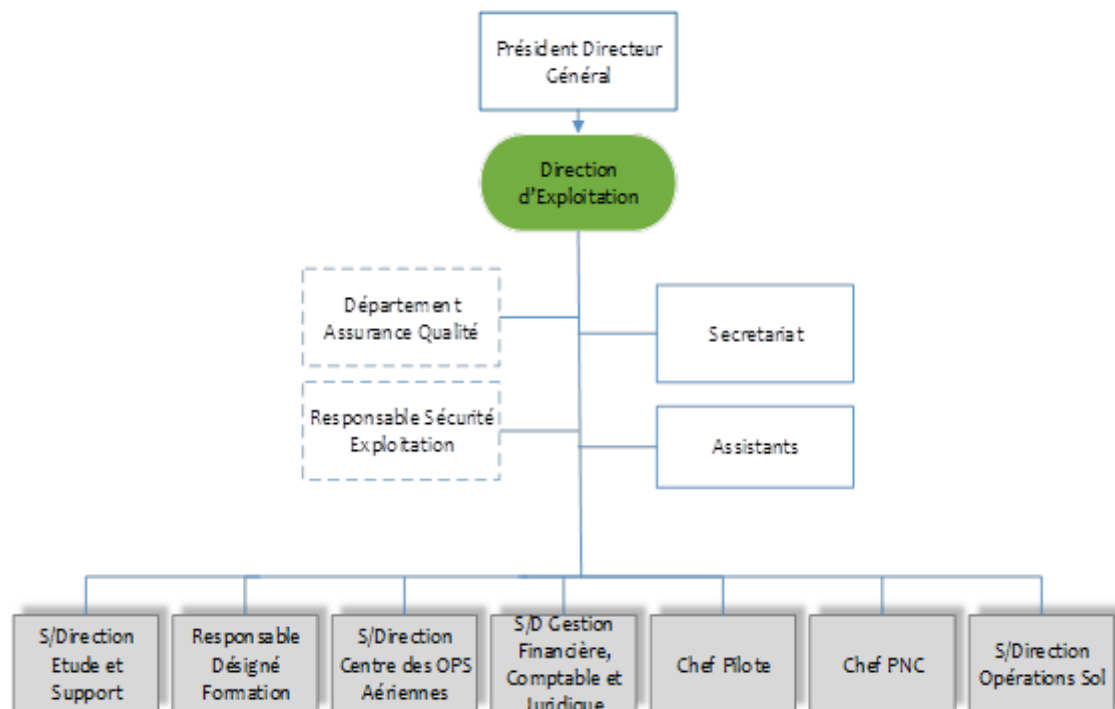 Président Directeur
Général
Direction
d'Exploitation
Département
Assurance Qualité
Secretariat
Responsable Sécurité
Exploitation
Assistants
S/Direction
Etude et
Support
Responsable
Désigné
Formation
S/Direction
Centre des OPS
Aériennes
S/D Gestion
Financière,
Comptable et
Juridique
Chef Pilote
Chef PNC
S/Direction
Opérations Sol